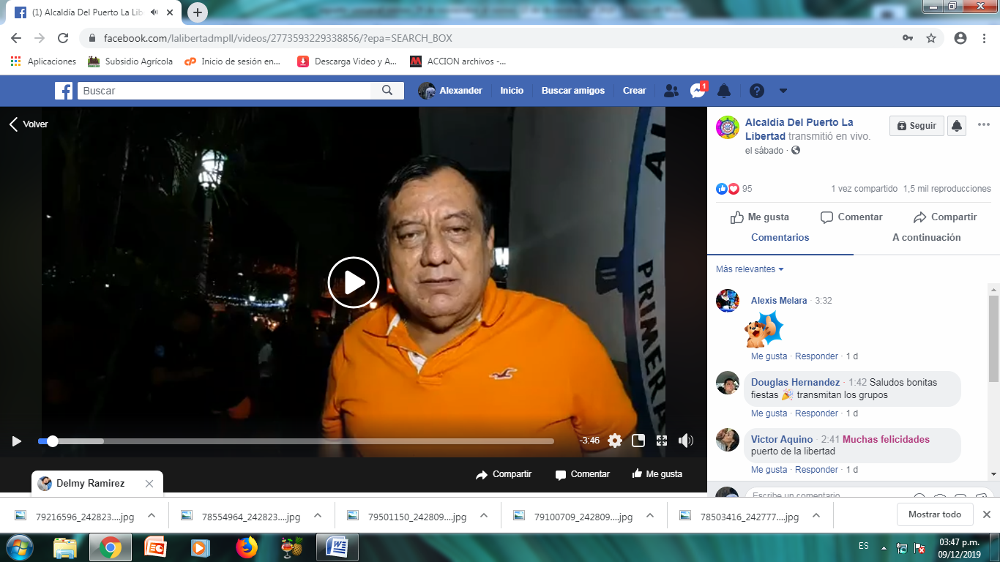 (1) Alcaldía Del Puerto La Lib
facebook.com/lalibertadmpll/videos/2773593229338856/?epa=SEARCH_BOX
Aplicaciones
Subsidio Agrícola
Inicio de sesión en...
Descarga Video y A...
ACCION archivos -...
Buscar
Alexander
Inicio
Buscar amigos
Crear
1
Volver
PRIMERA
-3:46
Compartir
Comentar
Me gusta
Alcaldía Del Puerto La
Libertad transmitió en vivo.
el sábado ·
Seguir
95
1 vez compartido 1,5 mil reproducciones
Me gusta
Comentar
Compartir
Comentarios
A continuación
Más relevantes
Alexis Melara · 3:32
Me gusta · Responder · 1 d
Douglas Hernandez · 1:42 Saludos bonitas
fiestas 🎉 transmitan los grupos
Me gusta · Responder · 1 d
Victor Aquino · 2:41 Muchas felicidades
puerto de la libertad
Me gusta · Responder · 1 d
Escribe un comentario
Delmy Ramirez
79216596_242823....jpg
78554964_242823....jpg
79501150_242809....jpg
79100709_242809....jpg
78503416_242777....jpg
Mostrar todo
ES
03:47 p.m.
09/12/2019